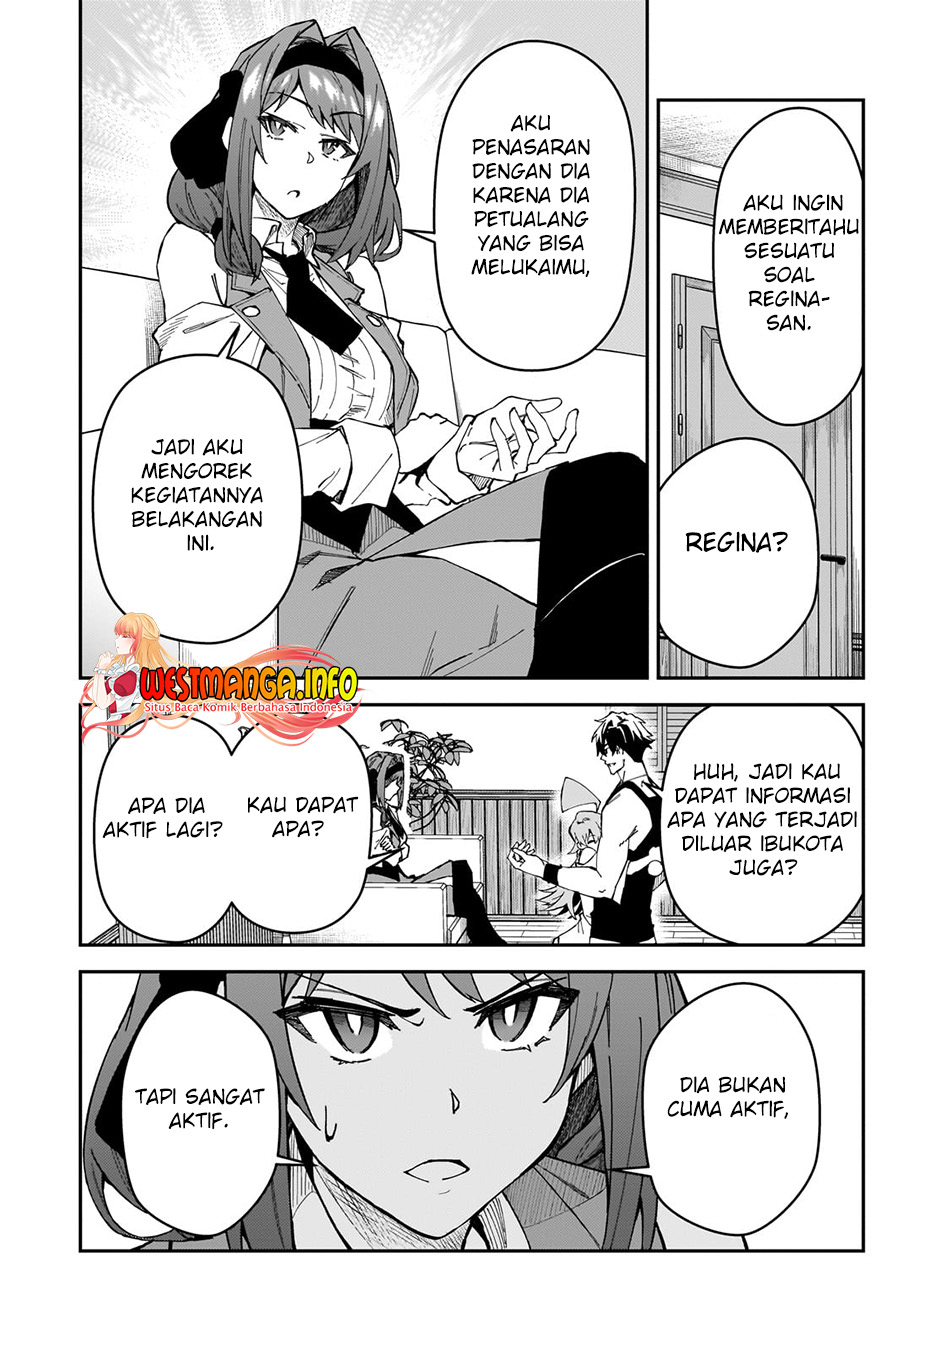 AKU INGIN
MEMBERITAHU
SESUATU
SOAL
REGINA-
SAN.
REGINA?
AKU
PENASARAN
DENGAN DIA
KARENA DIA
PETUALANG
YANG BISA
MELUKAIMU,
JADI AKU
MENGOREK
KEGIATANNYA
BELAKANGAN
INI.
WESTMANGA.INFO
Situs Baca Komik Berbahasa Indonesia
HUH, JADI KAU
DAPAT INFORMASI
APA YANG TERJADI
DILUAR IBUKOTA
JUGA?
KAU DAPAT
APA?
APA DIA
AKTIF LAGI?
DIA BUKAN
CUMA AKTIF,
TAPI SANGAT
AKTIF.